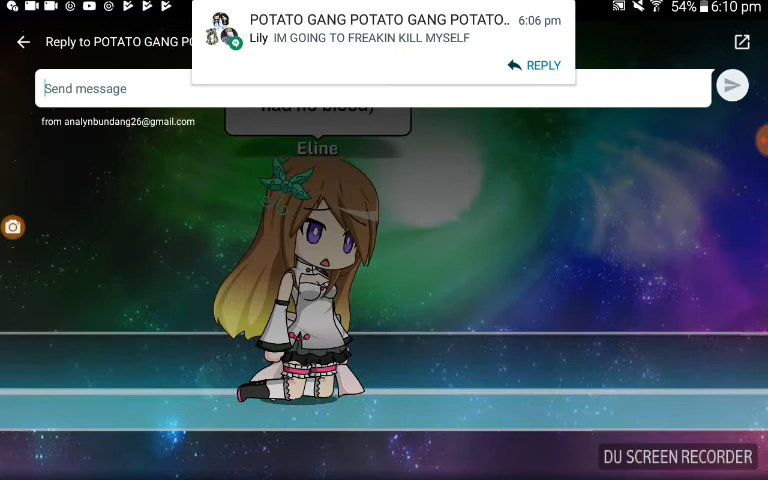 54% 6:10 pm
POTATO GANG POTATO GANG POTATO.. 6:06 pm
Lily IM GOING TO FREAKIN KILL MYSELF
REPLY
Reply to POTATO GANG PO
Send message
from analynbundang26@gmail.com
had no blood)
Eline
DU SCREEN RECORDER